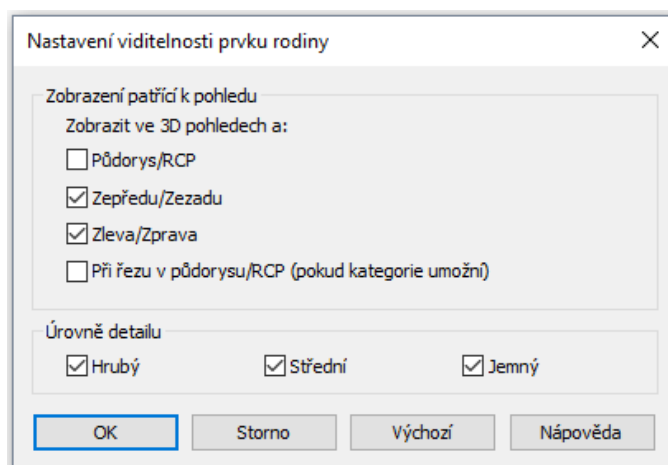 Nastavení viditelnosti prvku rodiny
Zobrazení patřící k pohledu
Zobrazit ve 3D pohledech a:
Půdorys/RCP
Zepředu/Zezadu
Zleva/Zprava
Při řezu v půdorysu/RCP (pokud kategorie umožní)
Úrovně detailu
Hrubý Střední Jemný
OK Storno Výchozí Nápověda